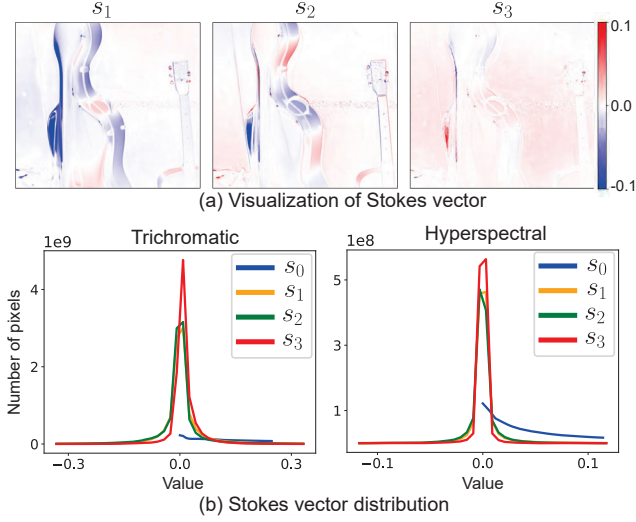 s₁ s₂ s₃
0.1
0.0
-0.1
(a) Visualization of Stokes vector
Trichromatic
Hyperspectral
1e9
1e8
Number of pixels
4
2
0
s₀
s₁
s₂
s₃
-0.3 0.0 0.3
Value
5
3
1
s₀
s₁
s₂
s₃
-0.1 0.0 0.1
Value
(b) Stokes vector distribution